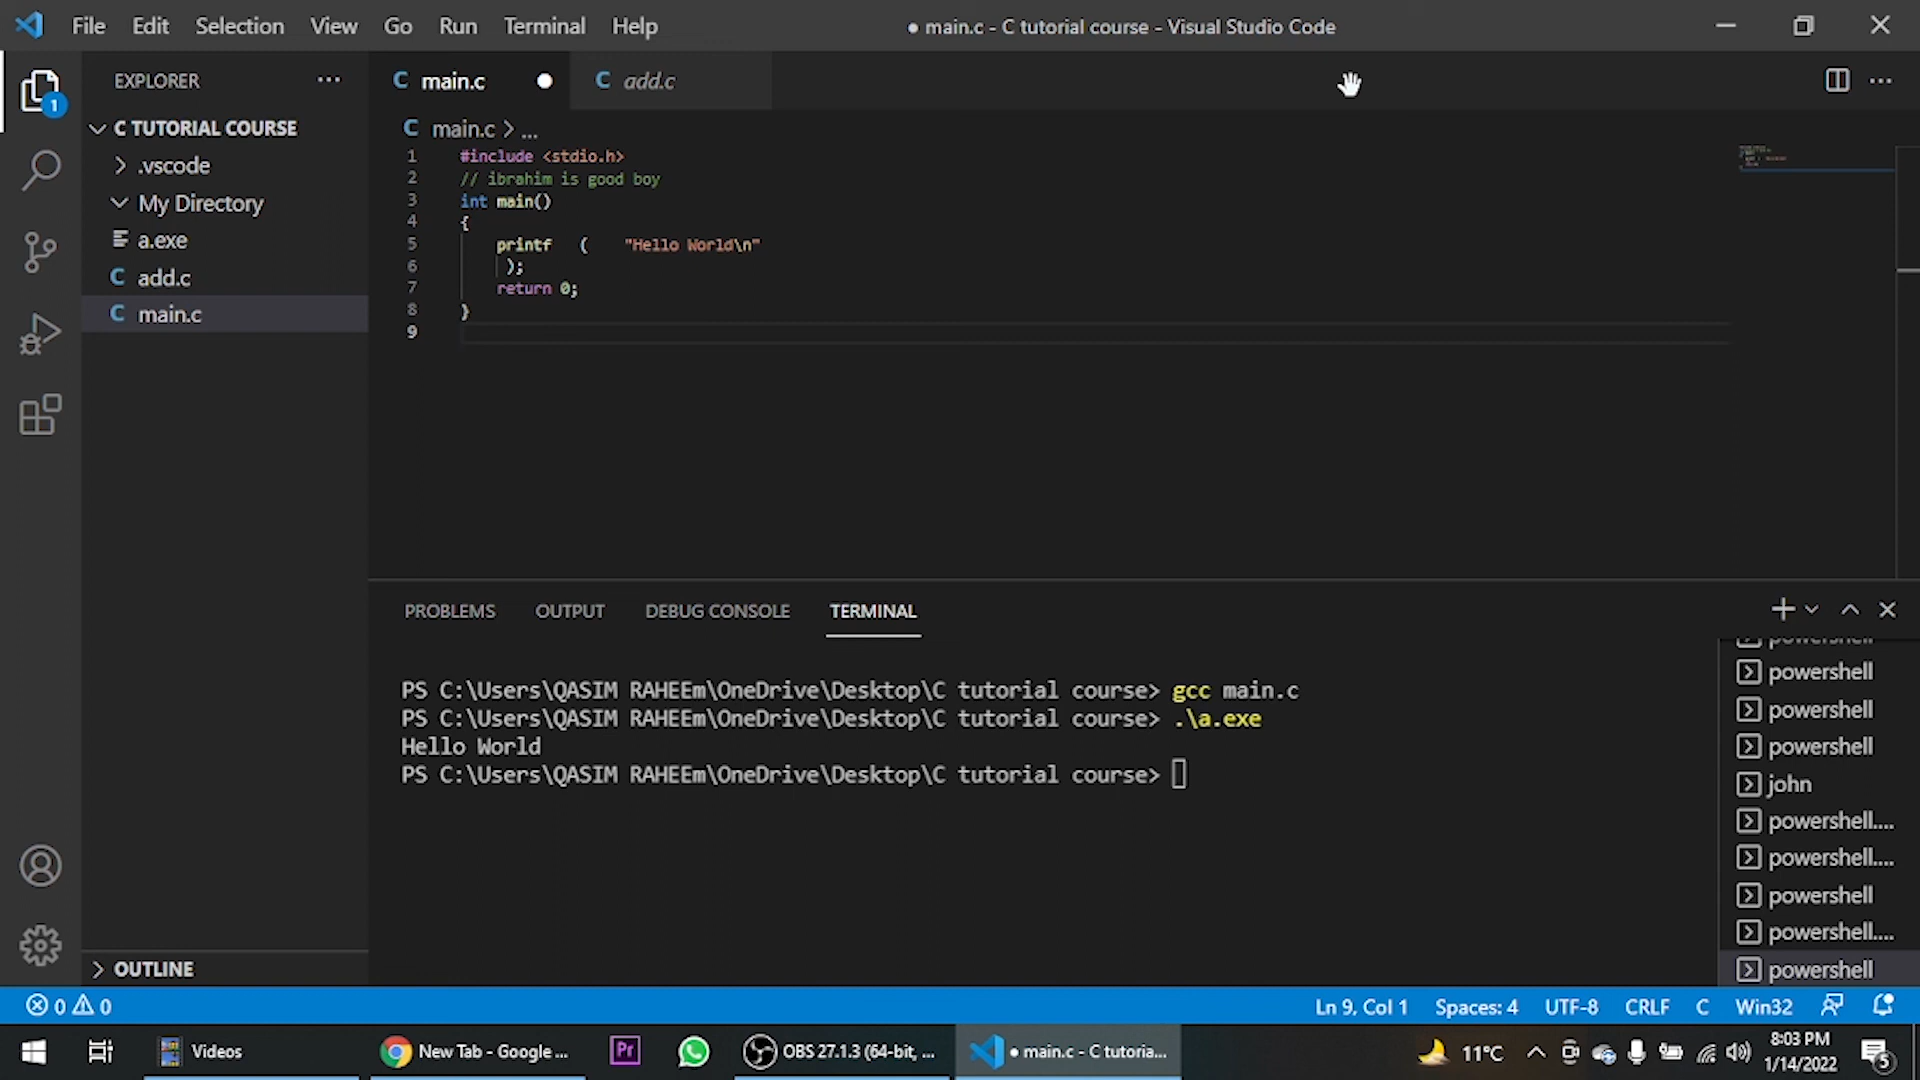 File Edit Selection View Go Run Terminal Help
● main.c - C tutorial course - Visual Studio Code
EXPLORER
1
C TUTORIAL COURSE
.vscode
My Directory
a.exe
C add.c
C main.c
OUTLINE
C main.c
C add.c
C main.c > ...
1 #include <stdio.h>
2 // ibrahim is good boy
3 int main()
4 {
5 printf ( "Hello World\n"
6 );
7 return 0;
8 }
9
PROBLEMS OUTPUT DEBUG CONSOLE TERMINAL
PS C:\Users\QASIM RAHEEm\OneDrive\Desktop\C tutorial course> gcc main.c
PS C:\Users\QASIM RAHEEm\OneDrive\Desktop\C tutorial course> .\a.exe
Hello World
PS C:\Users\QASIM RAHEEm\OneDrive\Desktop\C tutorial course>
powershell
powershell
powershell
powershell
john
powershell....
powershell....
powershell
powershell....
powershell
0 0
Ln 9, Col 1 Spaces: 4 UTF-8 CRLF C Win32
Videos
New Tab - Google ...
Pr
OBS 27.1.3 (64-bit, ...
● main.c - C tutoria...
11°C
8:03 PM
1/14/2022
5